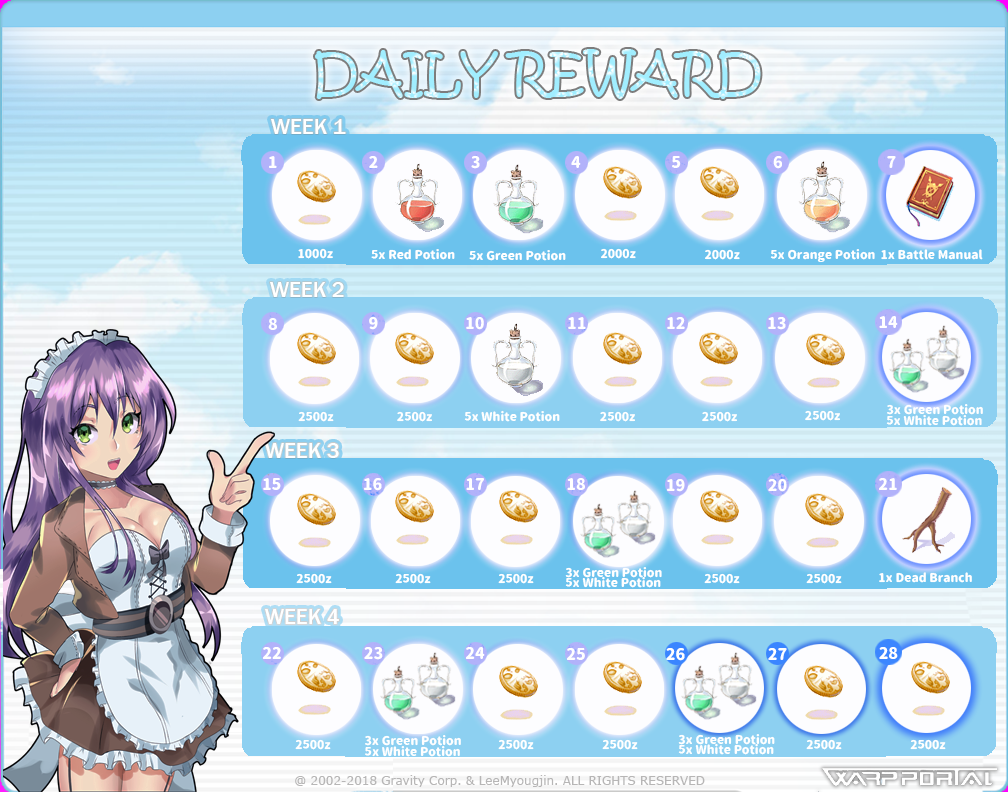 DAILY REWARD
WEEK 1
1 2 3 4 5 6 7
1000z 5x Red Potion 5x Green Potion 2000z 2000z 5x Orange Potion 1x Battle Manual
WEEK 2
8 9 10 11 12 13 14
2500z 2500z 5x White Potion 2500z 2500z 2500z 3x Green Potion
5x White Potion
WEEK 3
15 16 17 18 19 20 21
2500z 2500z 2500z 3x Green Potion 2500z 2500z 1x Dead Branch
5x White Potion
WEEK 4
22 23 24 25 26 27 28
2500z 3x Green Potion 2500z 2500z 3x Green Potion 2500z 2500z
5x White Potion 5x White Potion
@ 2002-2018 Gravity Corp. & LeeMyougjin. ALL RIGHTS RESERVED
WARP PORTAL